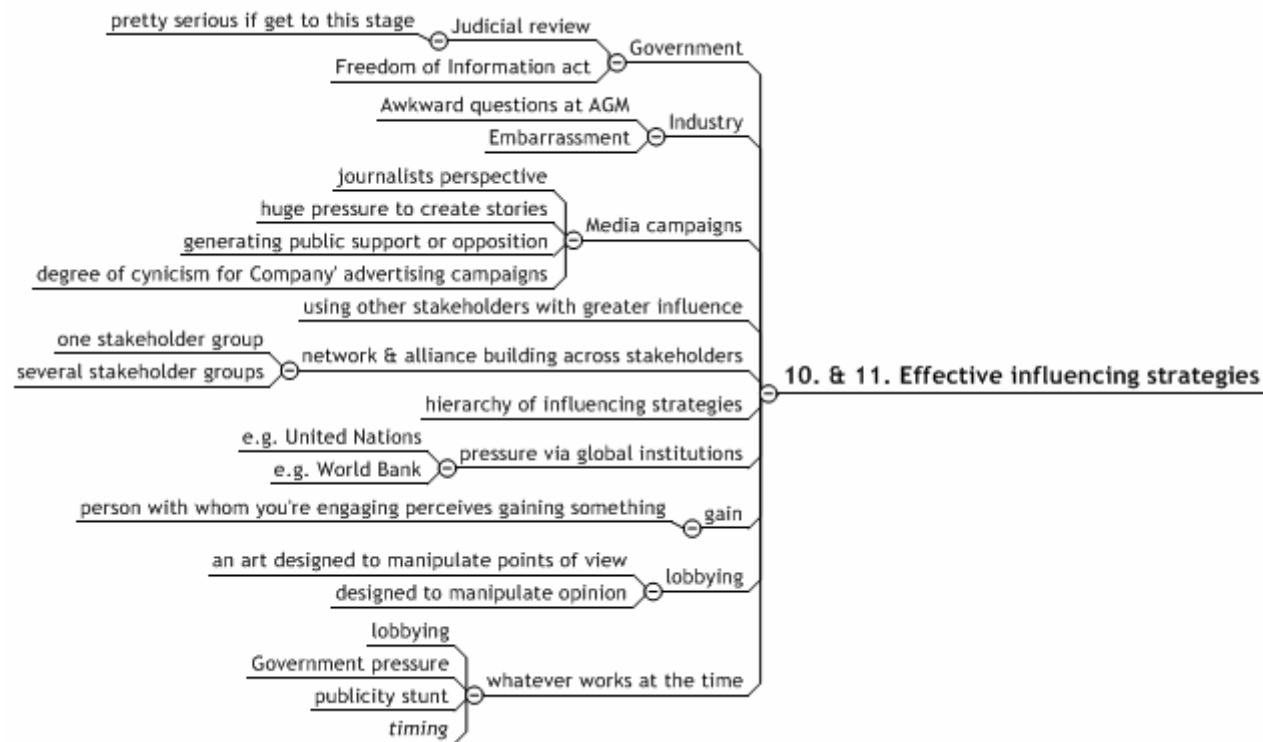 pretty serious if get to this stage
Judicial review
Government
Freedom of Information act
Awkward questions at AGM
Industry
Embarrassment
journalists perspective
huge pressure to create stories
Media campaigns
generating public support or opposition
degree of cynicism for Company' advertising campaigns
using other stakeholders with greater influence
one stakeholder group
network & alliance building across stakeholders
several stakeholder groups
10. & 11. Effective influencing strategies
hierarchy of influencing strategies
e.g. United Nations
pressure via global institutions
e.g. World Bank
person with whom you're engaging perceives gaining something
gain
an art designed to manipulate points of view
lobbying
designed to manipulate opinion
lobbying
Government pressure
whatever works at the time
publicity stunt
timing